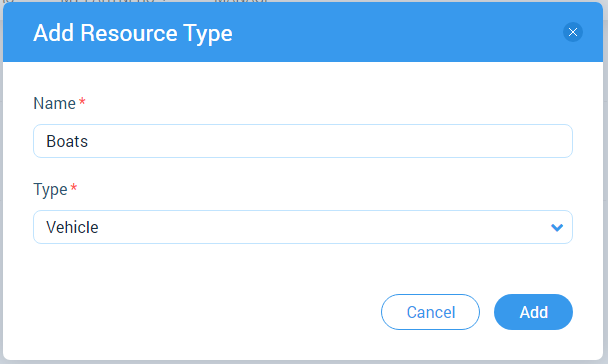 Add Resource Type
Name *
Boats
Type *
Vehicle
Cancel
Add